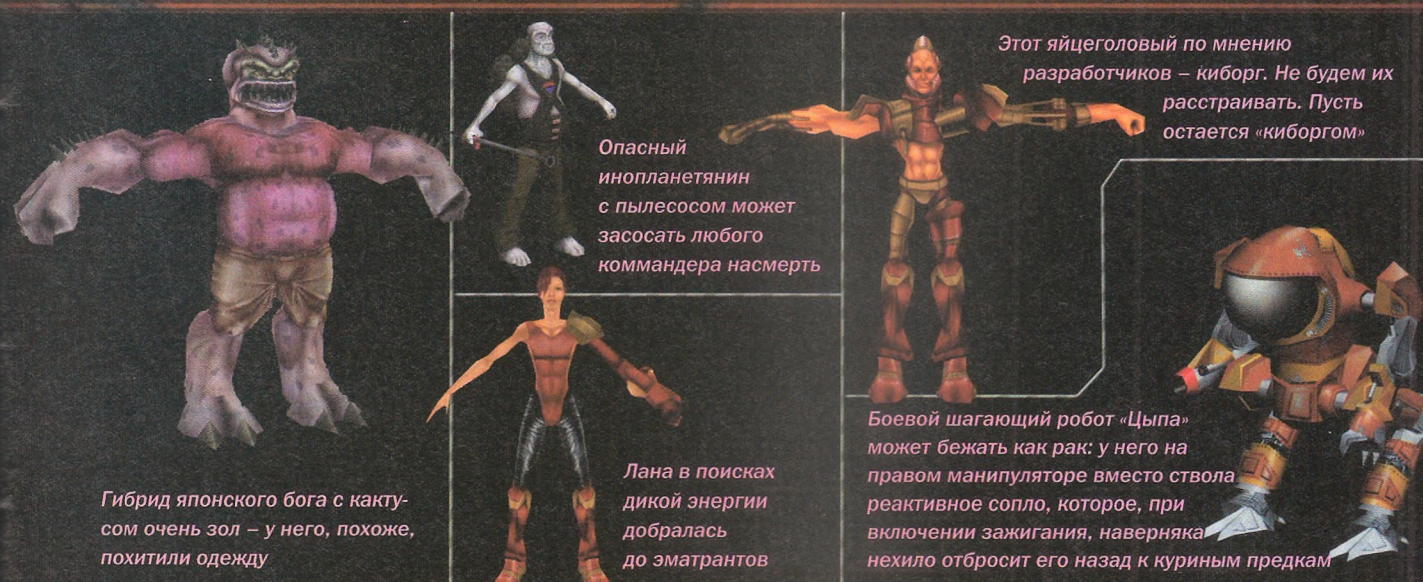 Гибрид японского бога с какту-
сом очень зол – у него, похоже,
похитили одежду
Опасный
инопланетянин
с пылесосом может
засосать любого
коммандера насмерть
Лана в поисках
дикой энергии
добралась
до эматрантов
Этот яйцеголовый по мнению
разработчиков – киборг. Не будем их
расстраивать. Пусть
остается «киборгом»
Боевой шагающий робот «Цыпа»
может бежать как рак: у него на
правом манипуляторе вместо ствола
реактивное сопло, которое, при
включении зажигания, наверняка
нехило отбросит его назад к куриным предкам